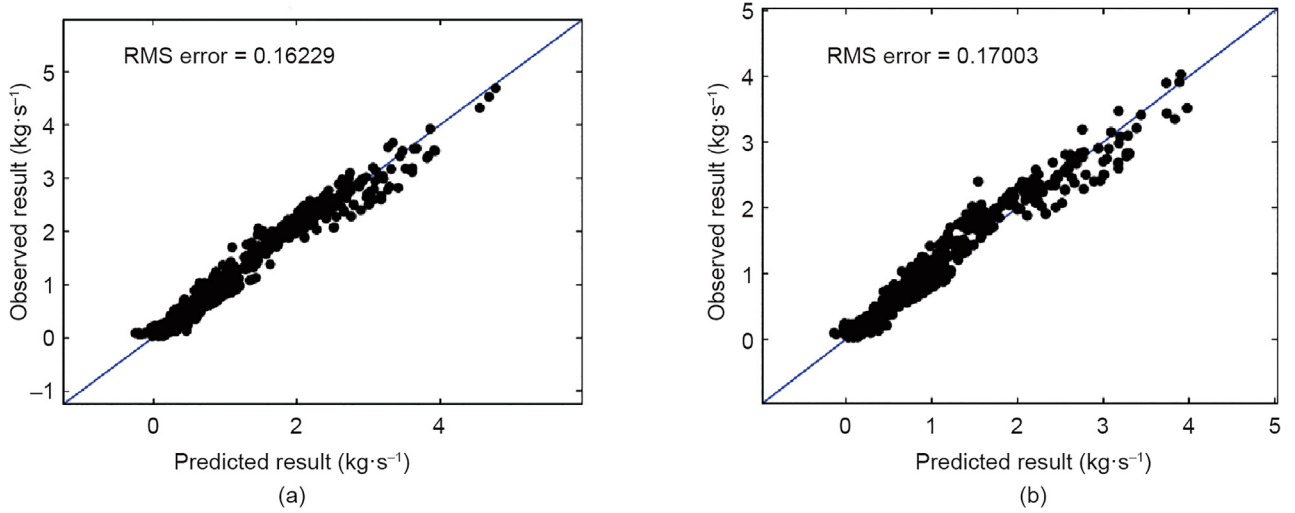 RMS error = 0.16229
Observed result (kg·s⁻¹)
5
4
3
2
1
0
–1
0 2 4
Predicted result (kg·s⁻¹)
(a)
RMS error = 0.17003
Observed result (kg·s⁻¹)
5
4
3
2
1
0
0 1 2 3 4 5
Predicted result (kg·s⁻¹)
(b)